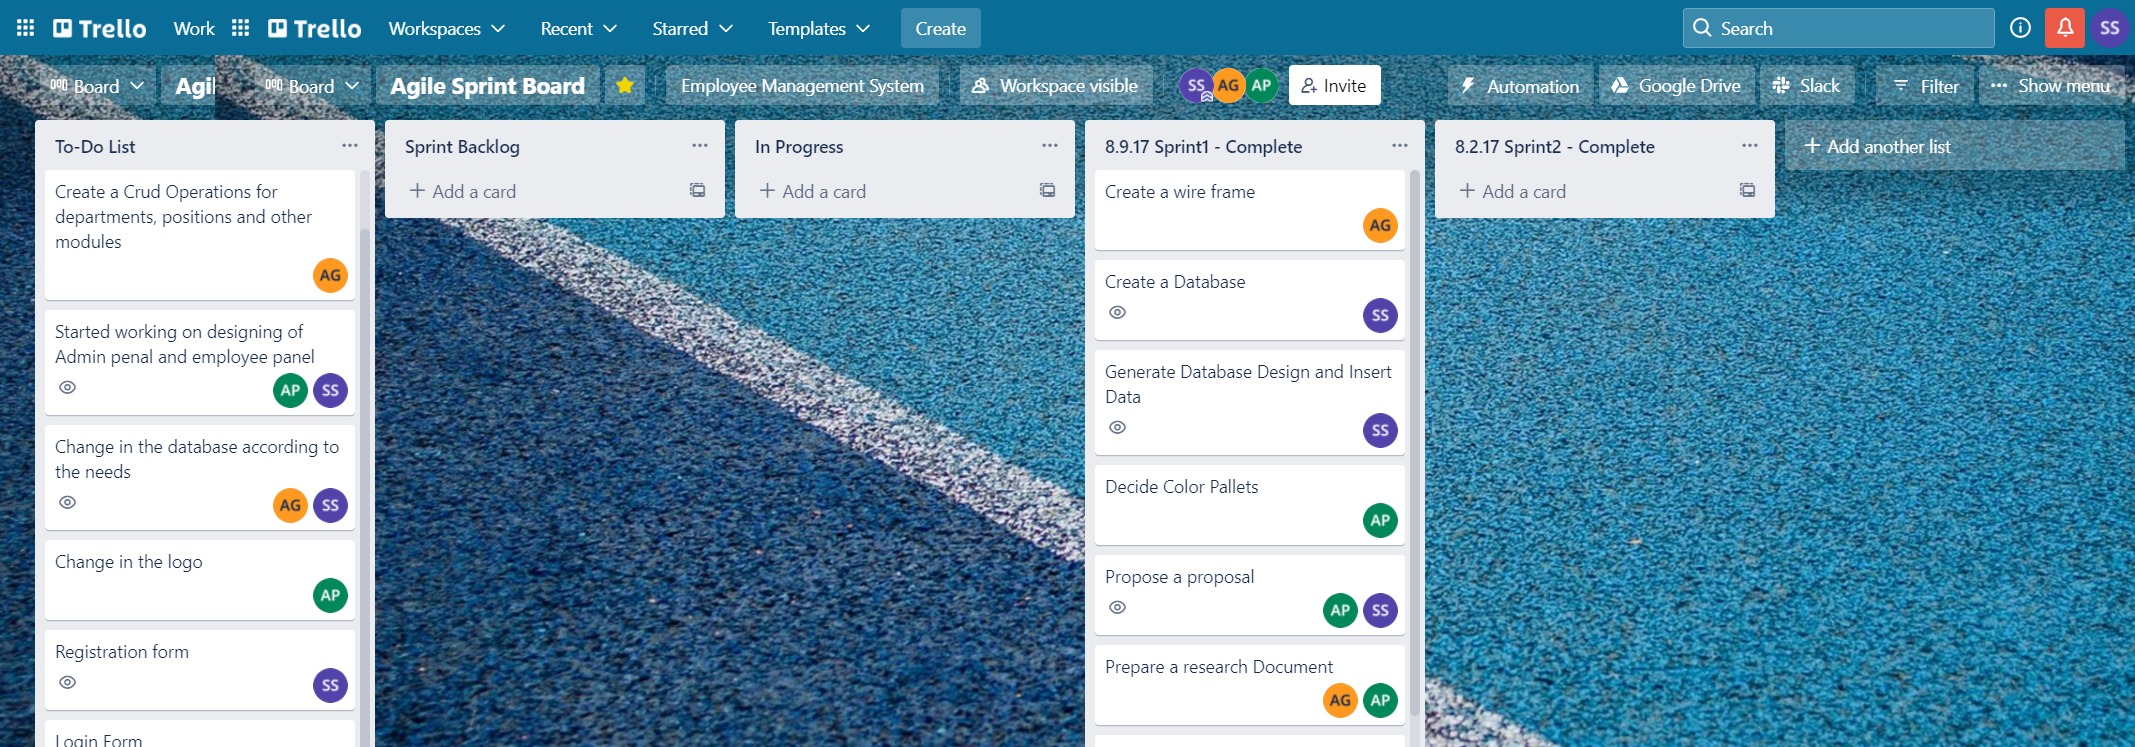 Trello Work Trello Workspaces Recent Starred Templates Create Search SS
Board Agil Board Agile Sprint Board Employee Management System Workspace visible SS AG AP Invite Automation Google Drive Slack Filter Show menu
To-Do List
Create a Crud Operations for
departments, positions and other
modules
AG
Started working on designing of
Admin penal and employee panel
AP SS
Change in the database according to
the needs
AG SS
Change in the logo
AP
Registration form
SS
Login Form
Sprint Backlog
+ Add a card
In Progress
+ Add a card
8.9.17 Sprint1 - Complete
Create a wire frame
AG
Create a Database
SS
Generate Database Design and Insert
Data
SS
Decide Color Pallets
AP
Propose a proposal
AP SS
Prepare a research Document
AG AP
8.2.17 Sprint2 - Complete
+ Add a card
+ Add another list